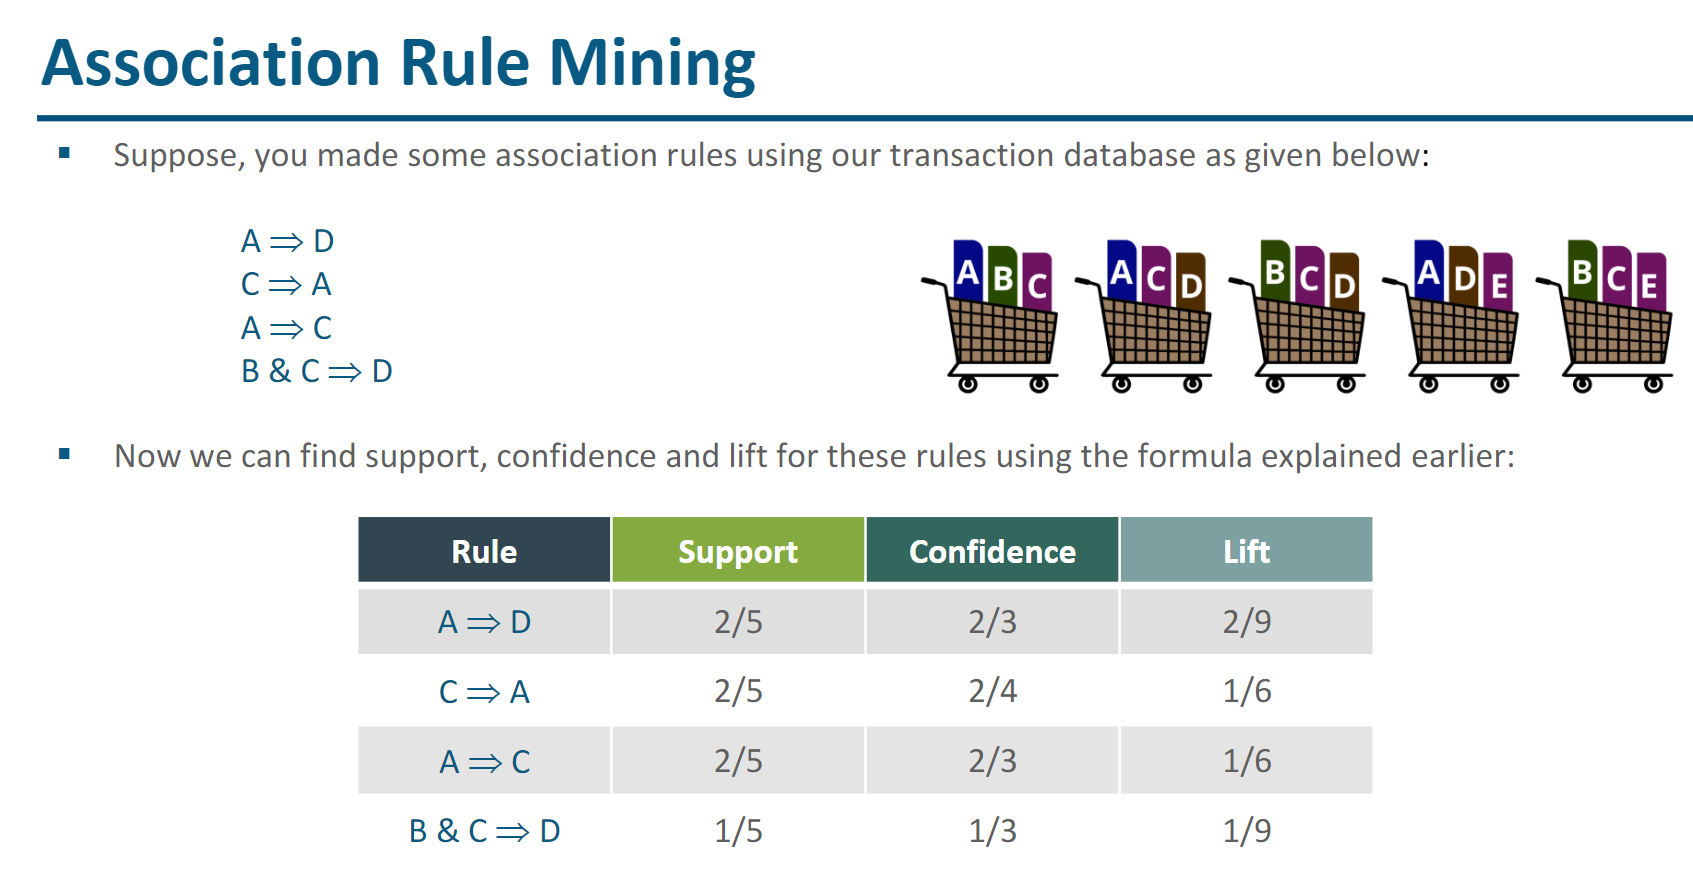 Association Rule Mining
▪ Suppose, you made some association rules using our transaction database as given below:
A ⟹ D
C ⟹ A
A ⟹ C
B & C ⟹ D
A B C
A C D
B C D
A D E
B C E
▪ Now we can find support, confidence and lift for these rules using the formula explained earlier:
Rule Support Confidence Lift
A ⟹ D 2/5 2/3 2/9
C ⟹ A 2/5 2/4 1/6
A ⟹ C 2/5 2/3 1/6
B & C ⟹ D 1/5 1/3 1/9